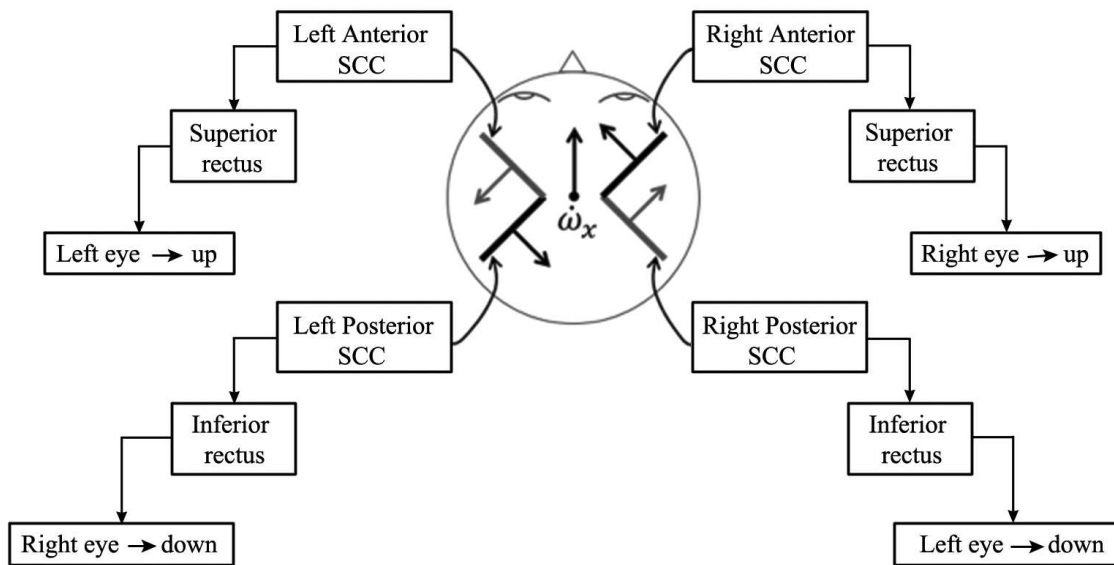 Left Anterior
SCC
Right Anterior
SCC
Superior
rectus
Superior
rectus
Left eye → up
ω̇ₓ
Right eye → up
Left Posterior
SCC
Right Posterior
SCC
Inferior
rectus
Inferior
rectus
Right eye → down
Left eye → down